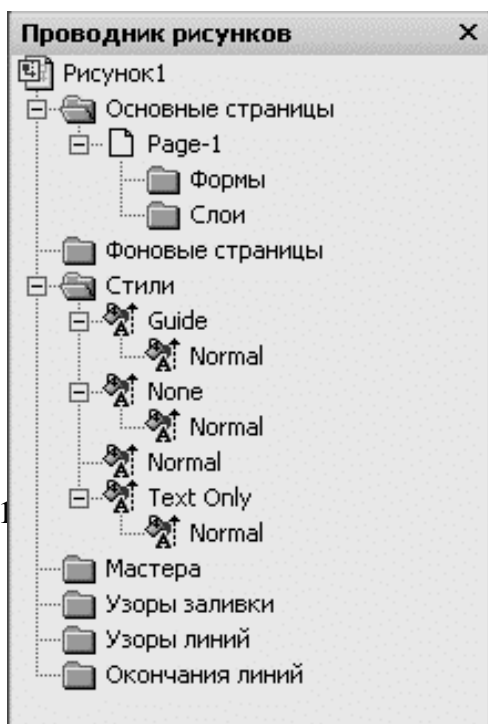 Проводник рисунков
Рисунок1
Основные страницы
Page-1
Формы
Слои
Фоновые страницы
Стили
Guide
Normal
None
Normal
Normal
Text Only
1
Normal
Мастера
Узоры заливки
Узоры линий
Окончания линий